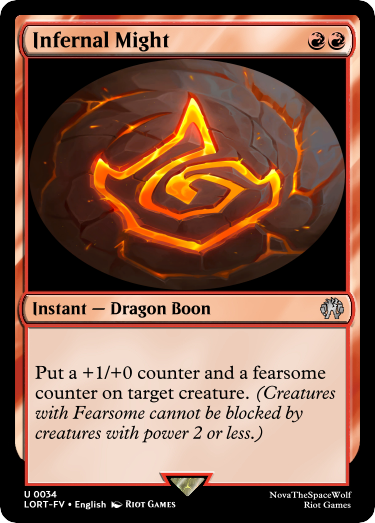 Infernal Might
Instant — Dragon Boon
Put a +1/+0 counter and a fearsome
counter on target creature. (Creatures
with Fearsome cannot be blocked by
creatures with power 2 or less.)
U 0034
LORT-FV • English RIOT GAMES
NovaTheSpaceWolf
Riot Games